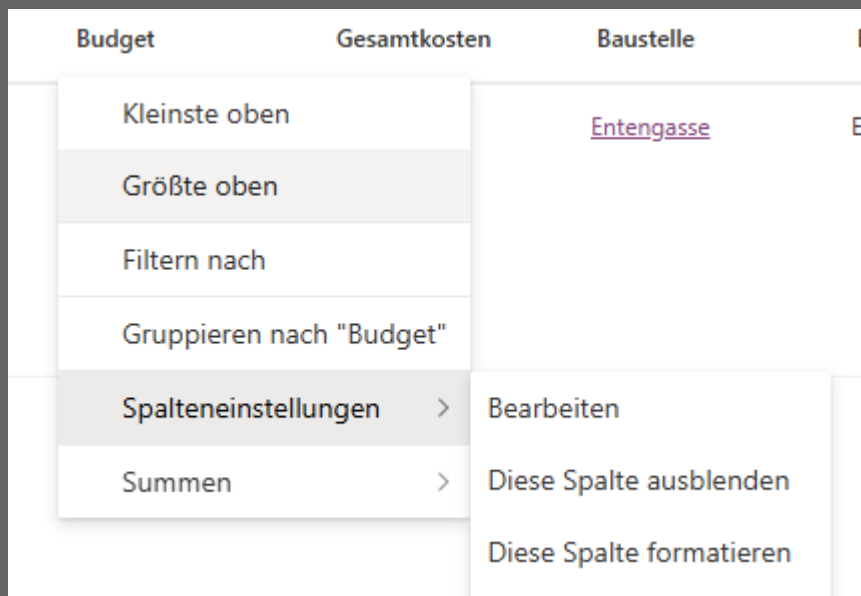 Budget Gesamtkosten Baustelle
Kleinste oben
Entengasse
Größte oben
Filtern nach
Gruppieren nach "Budget"
Spalteneinstellungen
Bearbeiten
Summen
Diese Spalte ausblenden
Diese Spalte formatieren